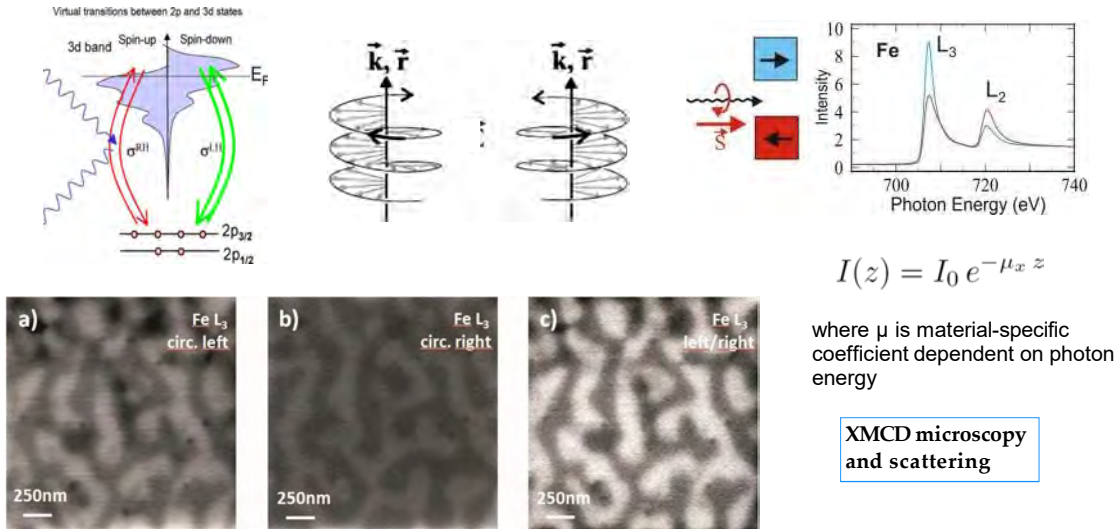 Virtual transitions between 2p and 3d states
3d band
Spin-up
Spin-down
E_F
σ^RH
σ^LH
2p_3/2
2p_1/2
k, r
k, r
S
Fe
L_3
L_2
Intensity
10
8
6
4
2
0
700
720
740
Photon Energy (eV)
I(z) = I_0 e^{-μ_x z}
where μ is material-specific
coefficient dependent on photon
energy
XMCD microscopy
and scattering
a)
Fe L_3
circ. left
250nm
b)
Fe L_3
circ. right
250nm
c)
Fe L_3
left/right
250nm